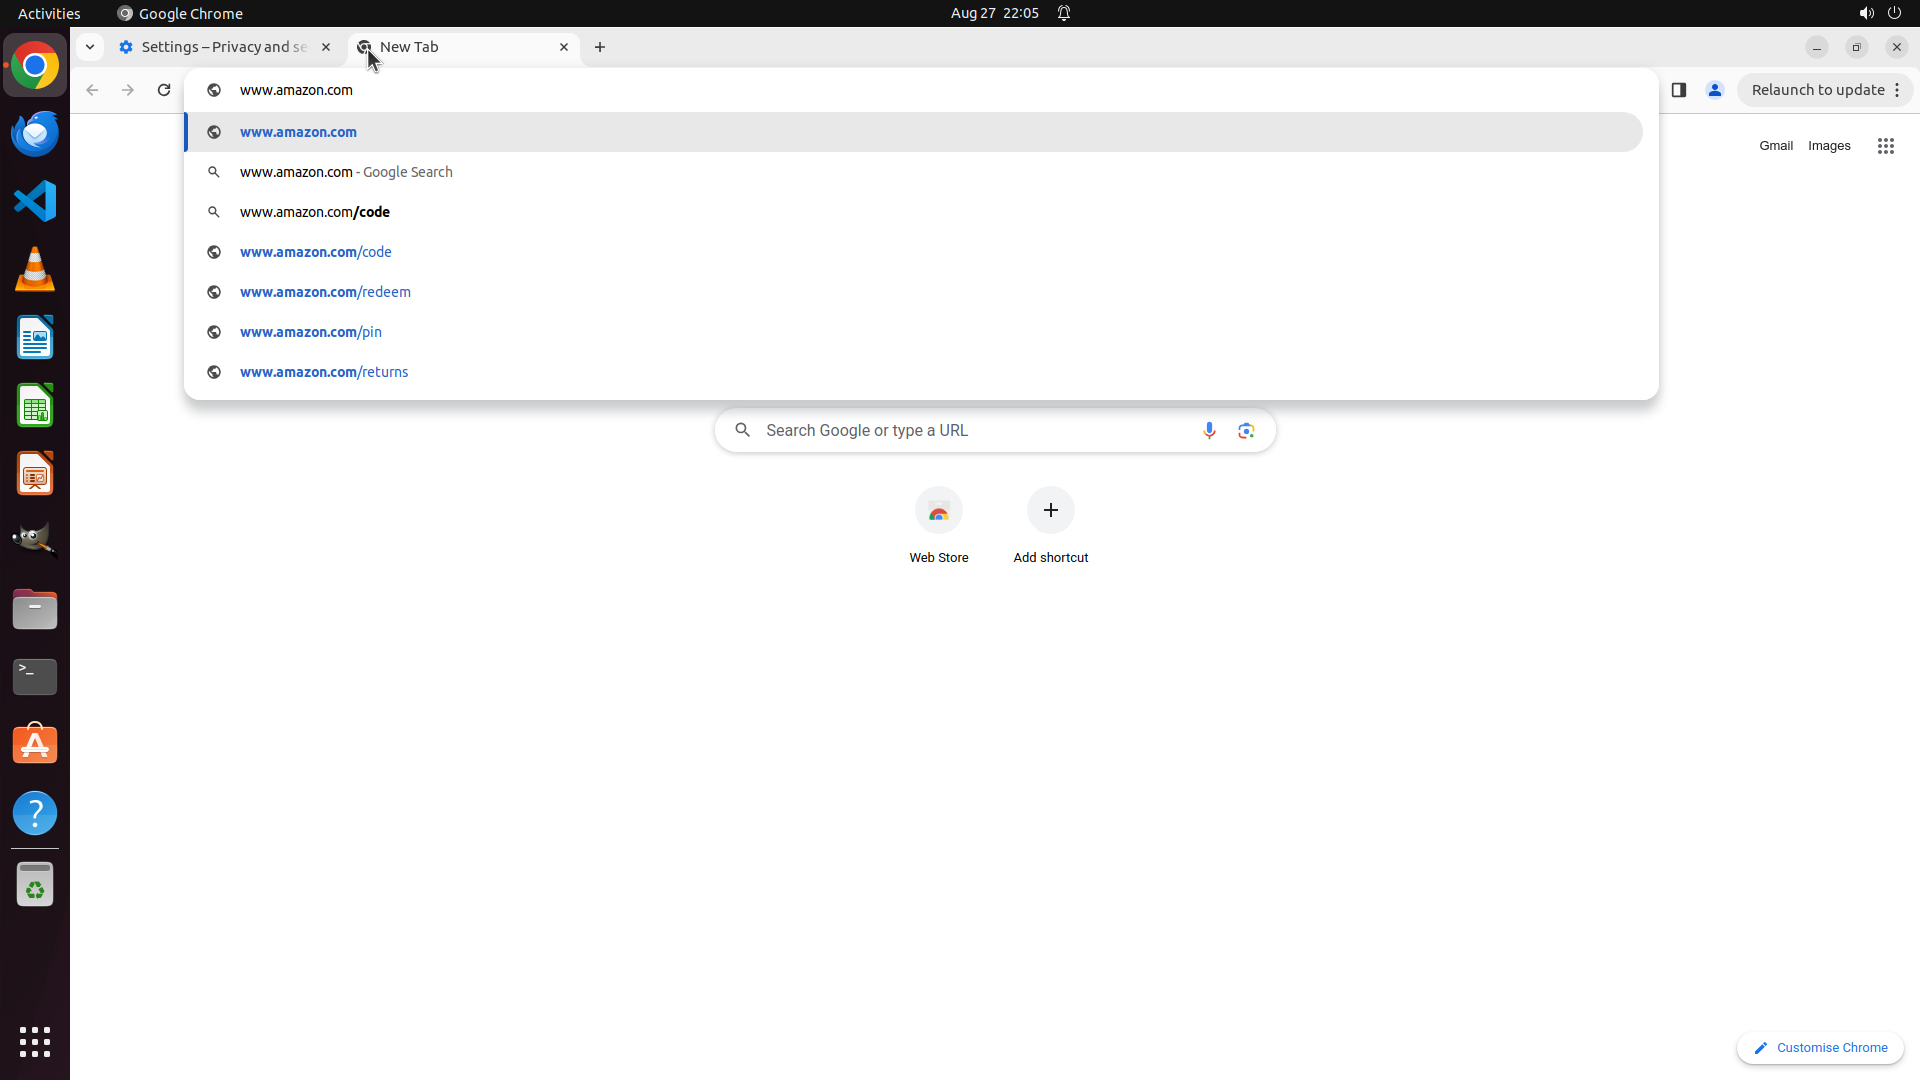 Activities
Google Chrome
Aug 27 22:05
Settings – Privacy and se
New Tab
www.amazon.com
Relaunch to update
www.amazon.com
www.amazon.com - Google Search
www.amazon.com/code
www.amazon.com/code
www.amazon.com/redeem
www.amazon.com/pin
www.amazon.com/returns
Gmail
Images
Search Google or type a URL
Web Store
Add shortcut
Customise Chrome